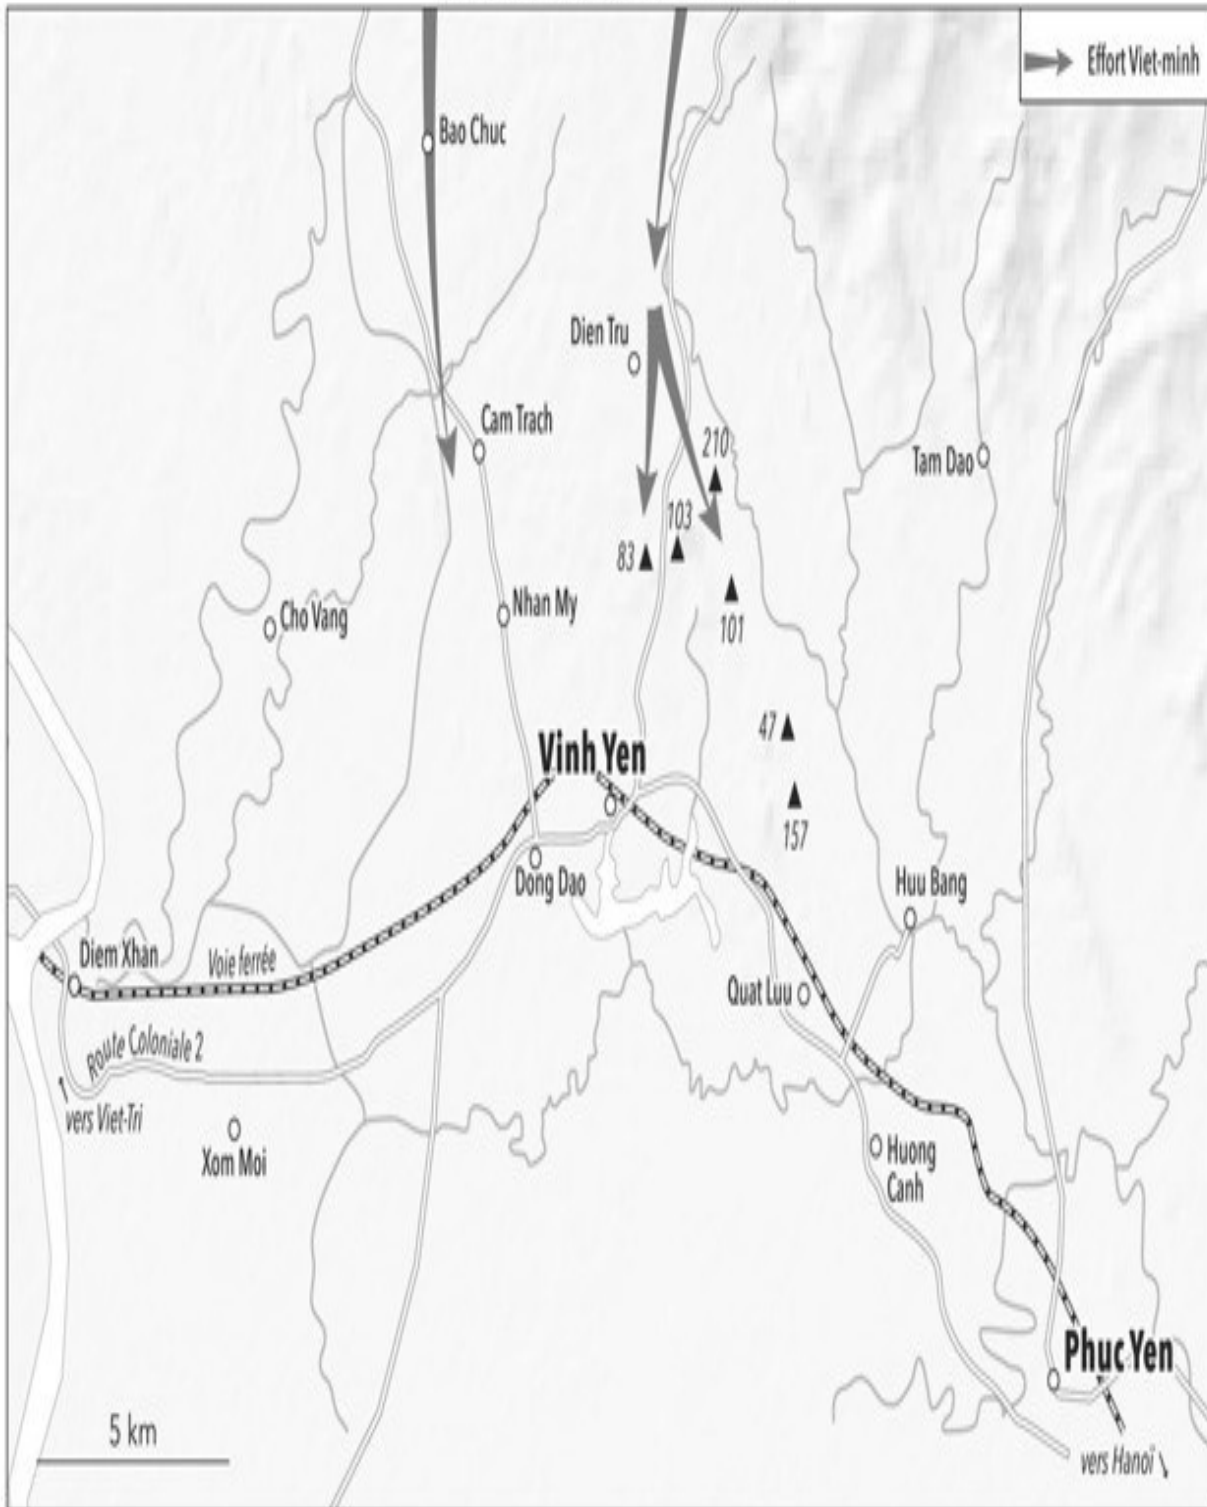 Effort Viet-minh
Bao Chuc
Dien Tru
Cam Trach
210
Tam Dao
103
83
Nhan My
Cho Vang
101
47
Vinh Yen
157
Dong Dao
Huu Bang
Diem Xhan
Voie ferrée
Quat Luu
Route Coloniale 2
vers Viet-Tri
Xom Moi
Huong
Canh
Phuc Yen
5 km
vers Hanoï